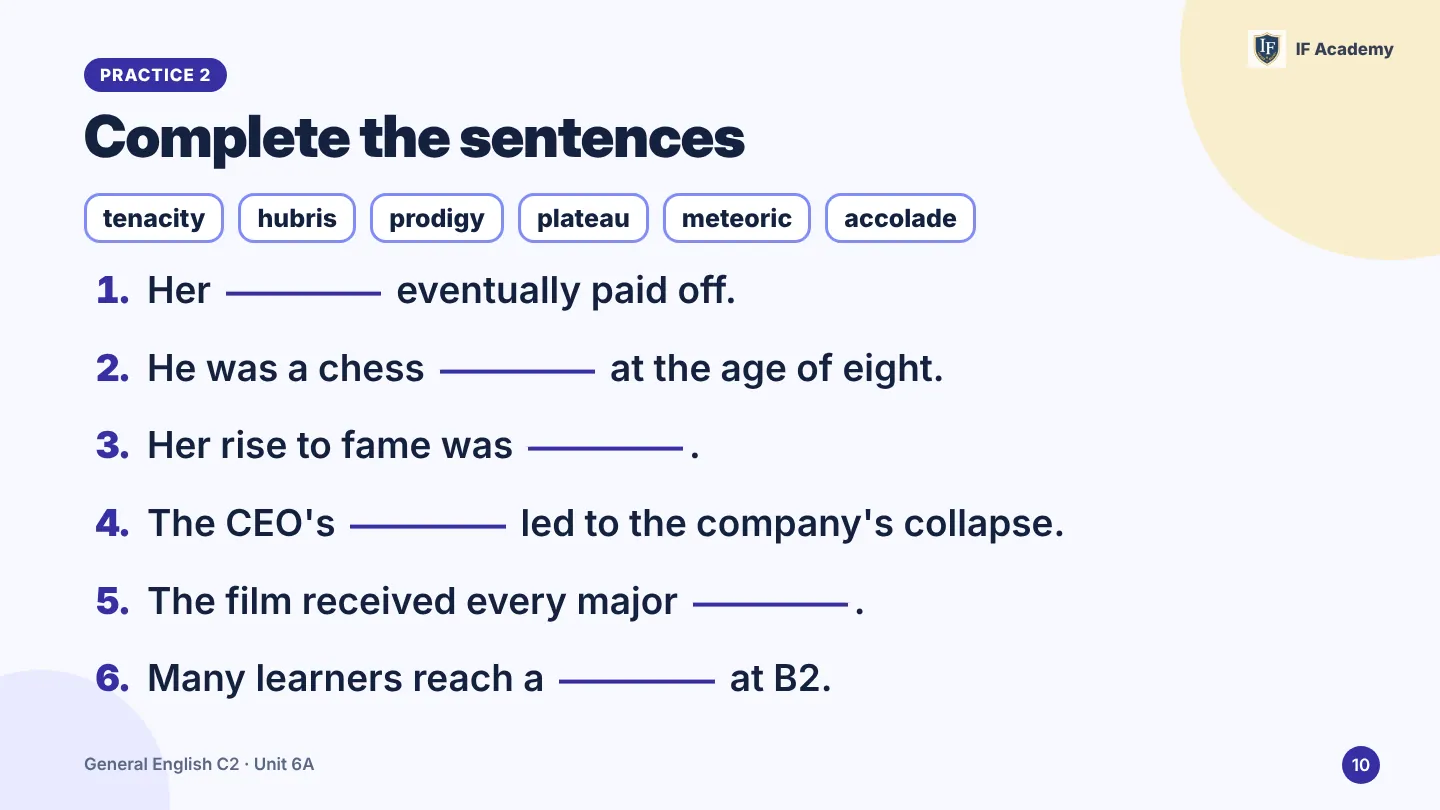 IF
IF Academy
PRACTICE 2
Complete the sentences
tenacity hubris prodigy plateau meteoric accolade
1. Her ________ eventually paid off.
2. He was a chess ________ at the age of eight.
3. Her rise to fame was ________.
4. The CEO's ________ led to the company's collapse.
5. The film received every major ________.
6. Many learners reach a ________ at B2.
General English C2 · Unit 6A
10